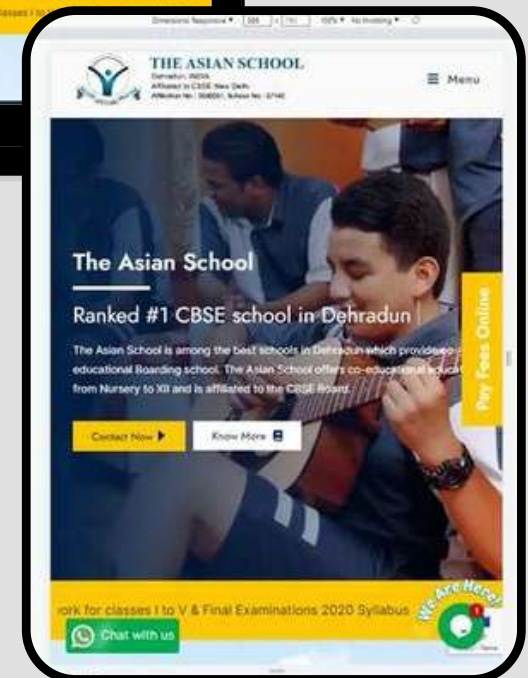 THE ASIAN SCHOOL
Dehradun, INDIA
Affiliated to CBSE New Delhi
Menu
The Asian School
Ranked #1 CBSE school in Dehradun
The Asian School is among the best schools in Dehradun which provide co-
educational Boarding school. The Asian School offers co-educational
from Nursery to XII and is affiliated to the CBSE Board.
Pay Fees Online
Contact Now
Know More
ork for classes I to V & Final Examinations 2020 Syllabus
We Are Here!
1
Chat with us